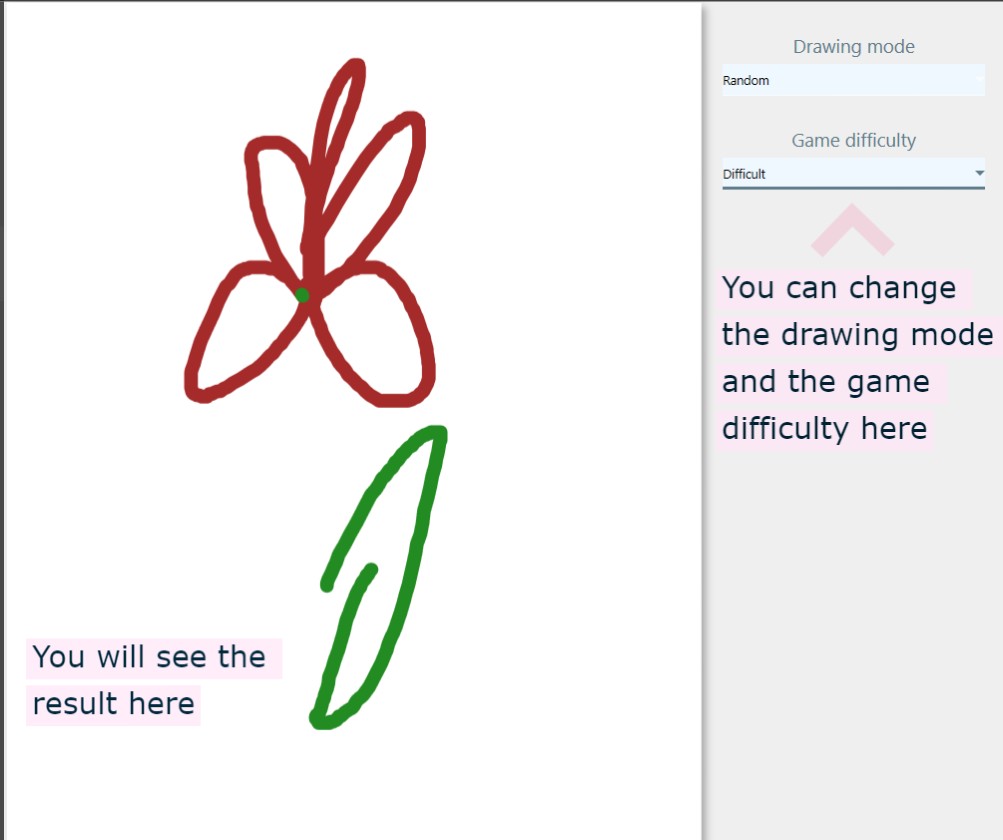 Drawing mode
Random
Game difficulty
Difficult
You can change
the drawing mode
and the game
difficulty here
You will see the
result here